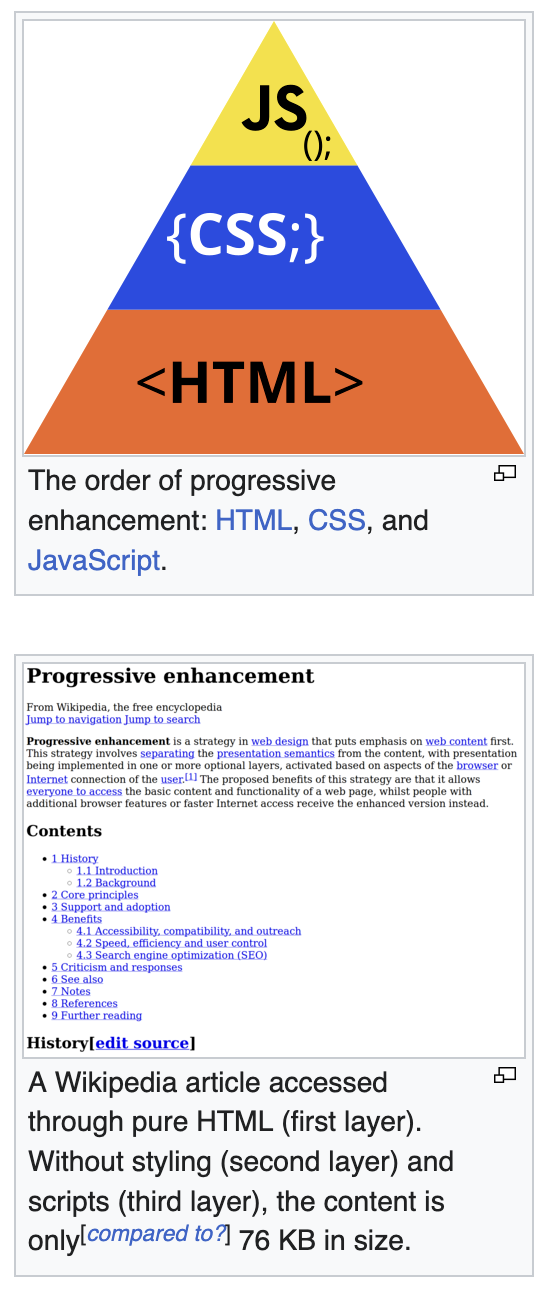 JS
();
{CSS;}
<HTML>
The order of progressive
enhancement: HTML, CSS, and
JavaScript.
Progressive enhancement
From Wikipedia, the free encyclopedia
Jump to navigation Jump to search
Progressive enhancement is a strategy in web design that puts emphasis on web content first.
This strategy involves separating the presentation semantics from the content, with presentation
being implemented in one or more optional layers, activated based on aspects of the browser or
Internet connection of the user.[1] The proposed benefits of this strategy are that it allows
everyone to access the basic content and functionality of a web page, whilst people with
additional browser features or faster Internet access receive the enhanced version instead.
Contents
• 1 History
◦ 1.1 Introduction
◦ 1.2 Background
• 2 Core principles
• 3 Support and adoption
• 4 Benefits
◦ 4.1 Accessibility, compatibility, and outreach
◦ 4.2 Speed, efficiency and user control
◦ 4.3 Search engine optimization (SEO)
• 5 Criticism and responses
• 6 See also
• 7 Notes
• 8 References
• 9 Further reading
History[edit source]
A Wikipedia article accessed
through pure HTML (first layer).
Without styling (second layer) and
scripts (third layer), the content is
only[compared to?] 76 KB in size.